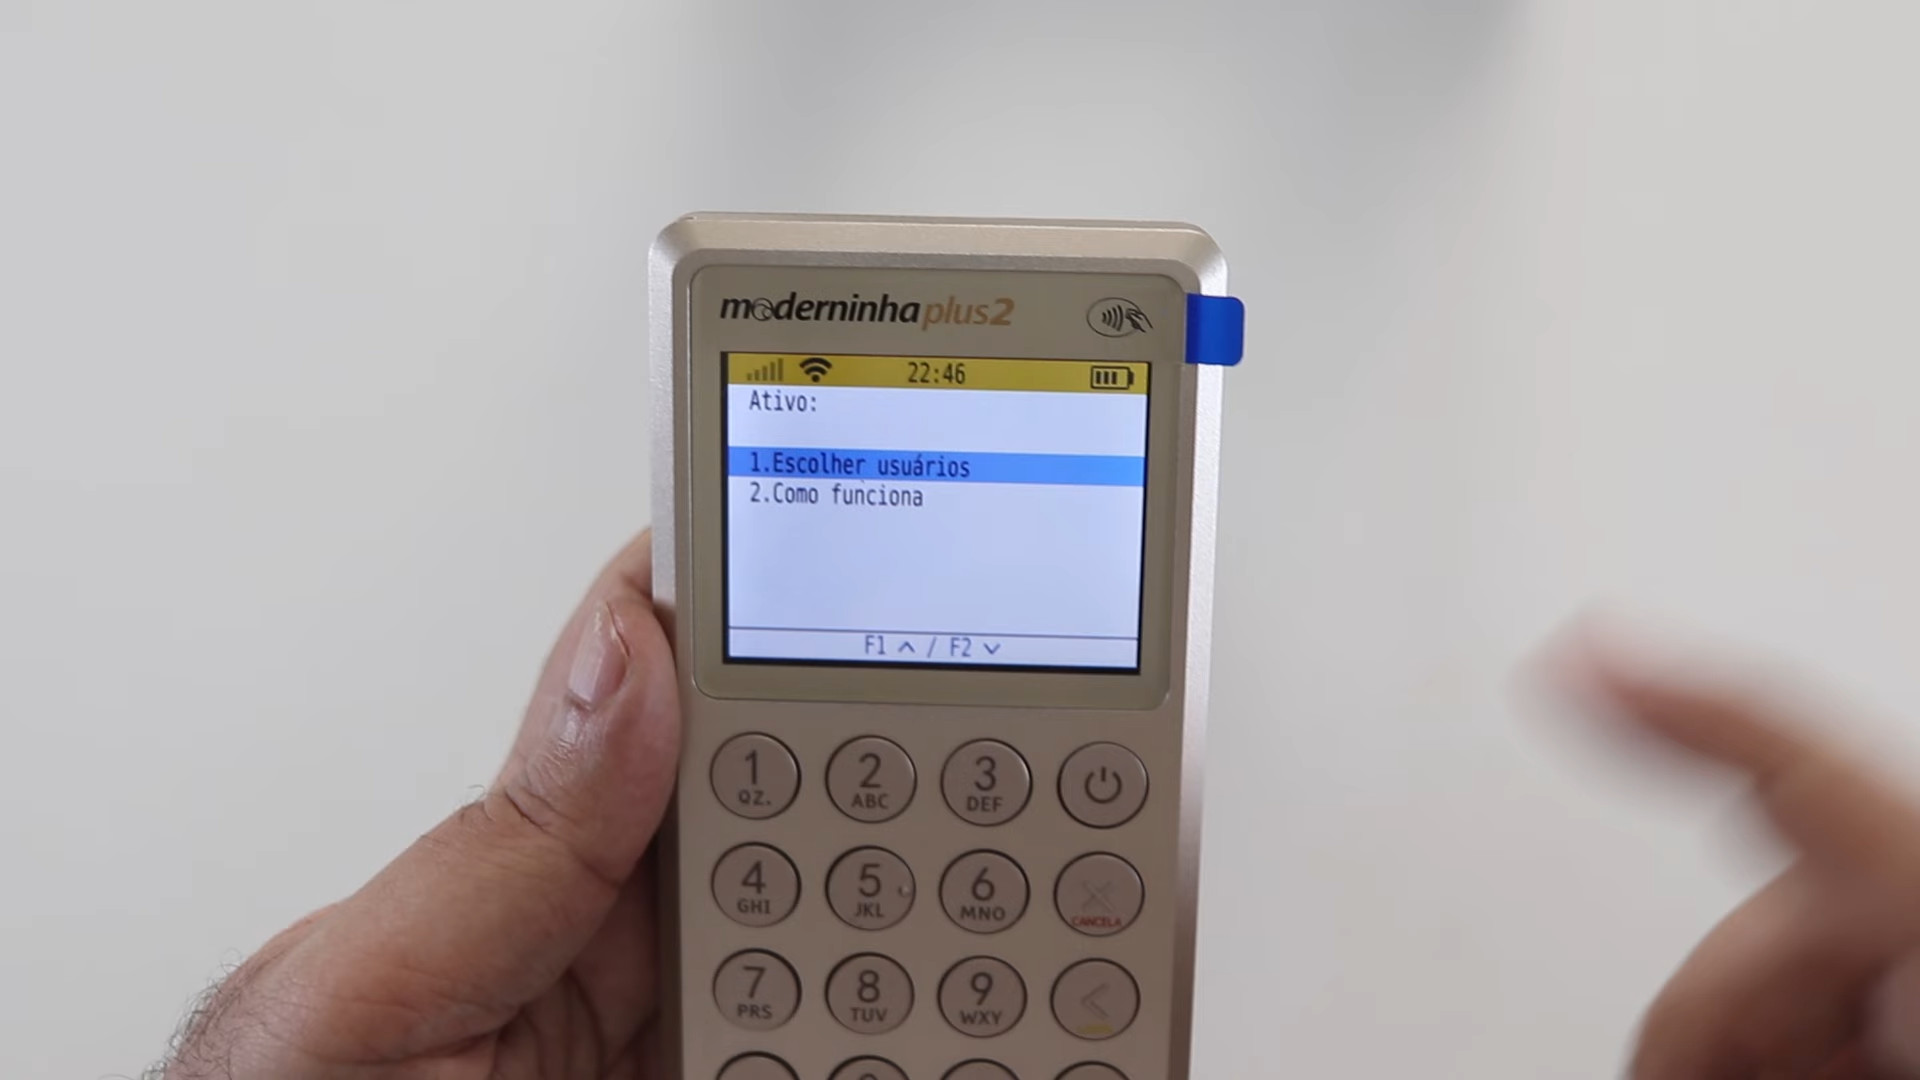 moderninha plus2
22:46
Ativo:
1.Escolher usuários
2.Como funciona
F1 ^ / F2 v
1 2 3
QZ. ABC DEF
4 5 6
GHI JKL MNO CANCELA
7 8 9
PRS TUV WXY